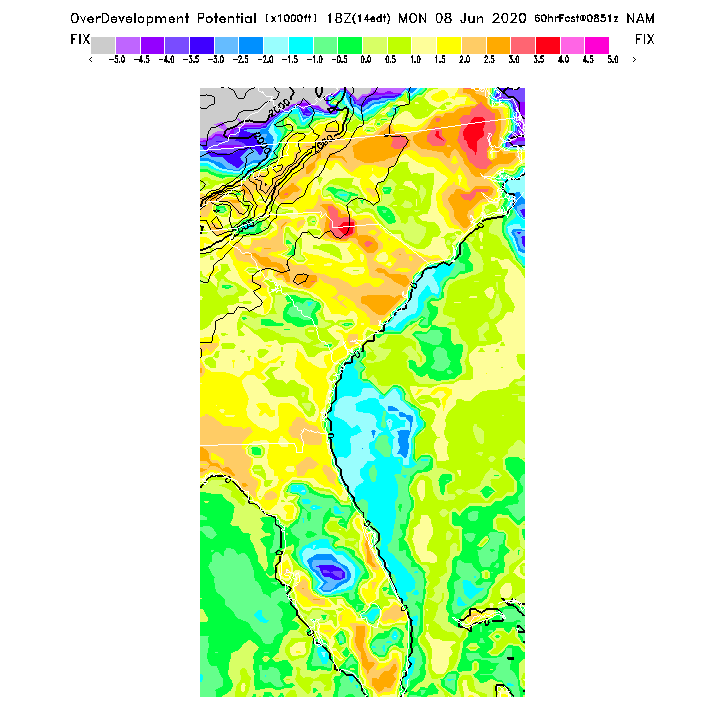 OverDevelopment Potential [x1000ft] 18Z(14edt) MON 08 Jun 2020 60hrFcst@0851z NAM
FIX FIX
< -5.0 -4.5 -4.0 -3.5 -3.0 -2.5 -2.0 -1.5 -1.0 -0.5 0.0 0.5 1.0 1.5 2.0 2.5 3.0 3.5 4.0 4.5 5.0 >
2000